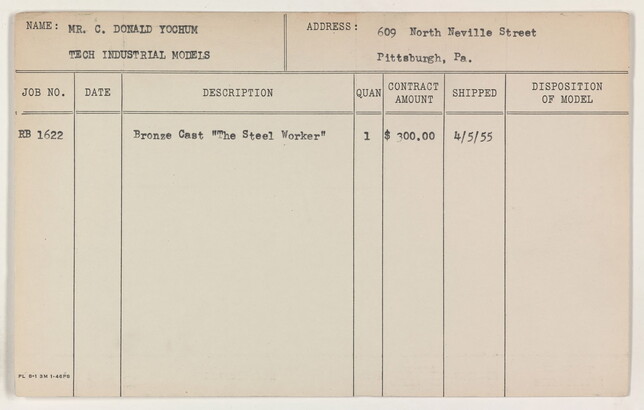 NAME: MR. C. DONALD YOCHUM ADDRESS: 609 North Neville Street
TECH INDUSTRIAL MODELS Pittsburgh, Pa.
JOB NO. DATE DESCRIPTION QUAN CONTRACT AMOUNT SHIPPED DISPOSITION OF MODEL
RB 1622 Bronze Cast "The Steel Worker" 1 $ 300.00 4/5/55